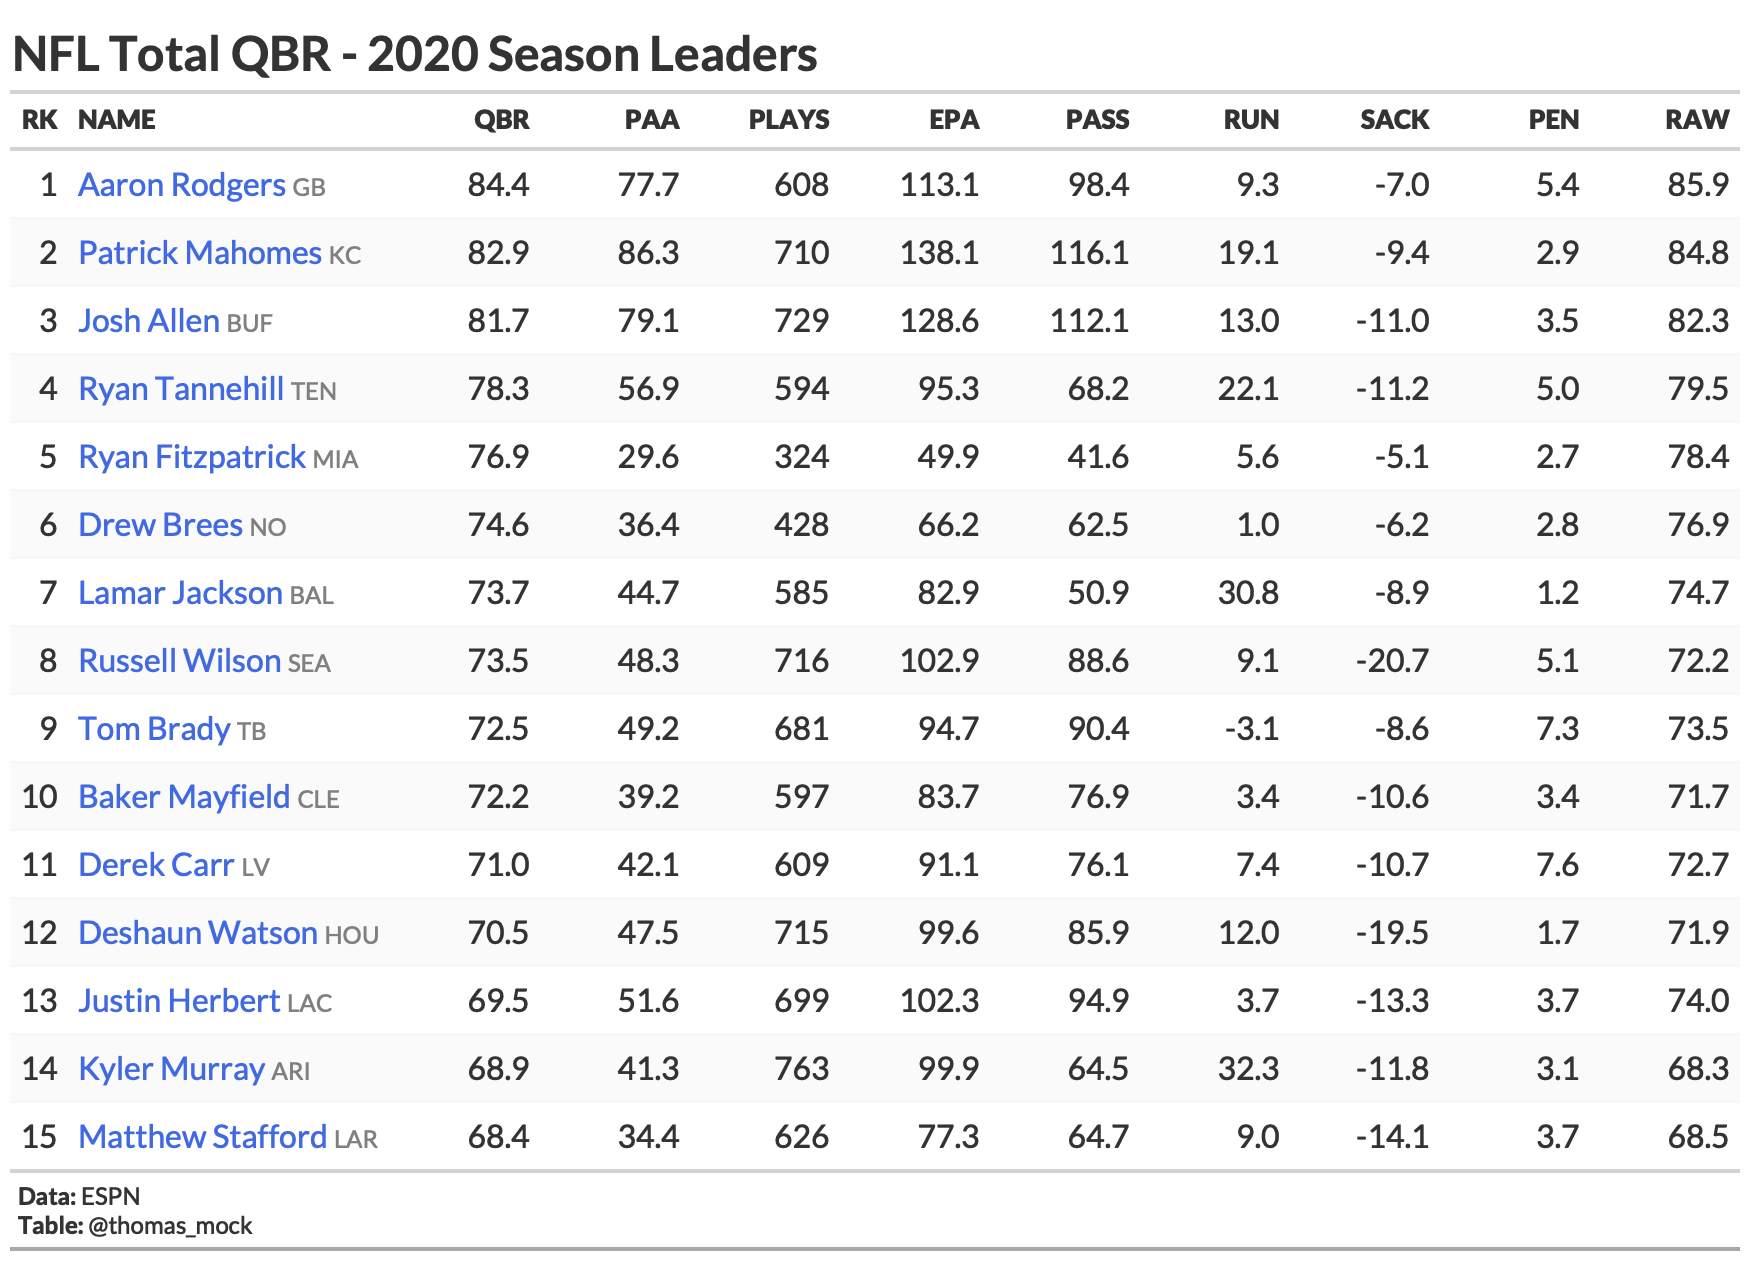 NFL Total QBR - 2020 Season Leaders
RK NAME QBR PAA PLAYS EPA PASS RUN SACK PEN RAW
1 Aaron Rodgers GB 84.4 77.7 608 113.1 98.4 9.3 -7.0 5.4 85.9
2 Patrick Mahomes KC 82.9 86.3 710 138.1 116.1 19.1 -9.4 2.9 84.8
3 Josh Allen BUF 81.7 79.1 729 128.6 112.1 13.0 -11.0 3.5 82.3
4 Ryan Tannehill TEN 78.3 56.9 594 95.3 68.2 22.1 -11.2 5.0 79.5
5 Ryan Fitzpatrick MIA 76.9 29.6 324 49.9 41.6 5.6 -5.1 2.7 78.4
6 Drew Brees NO 74.6 36.4 428 66.2 62.5 1.0 -6.2 2.8 76.9
7 Lamar Jackson BAL 73.7 44.7 585 82.9 50.9 30.8 -8.9 1.2 74.7
8 Russell Wilson SEA 73.5 48.3 716 102.9 88.6 9.1 -20.7 5.1 72.2
9 Tom Brady TB 72.5 49.2 681 94.7 90.4 -3.1 -8.6 7.3 73.5
10 Baker Mayfield CLE 72.2 39.2 597 83.7 76.9 3.4 -10.6 3.4 71.7
11 Derek Carr LV 71.0 42.1 609 91.1 76.1 7.4 -10.7 7.6 72.7
12 Deshaun Watson HOU 70.5 47.5 715 99.6 85.9 12.0 -19.5 1.7 71.9
13 Justin Herbert LAC 69.5 51.6 699 102.3 94.9 3.7 -13.3 3.7 74.0
14 Kyler Murray ARI 68.9 41.3 763 99.9 64.5 32.3 -11.8 3.1 68.3
15 Matthew Stafford LAR 68.4 34.4 626 77.3 64.7 9.0 -14.1 3.7 68.5
Data: ESPN
Table: @thomas_mock